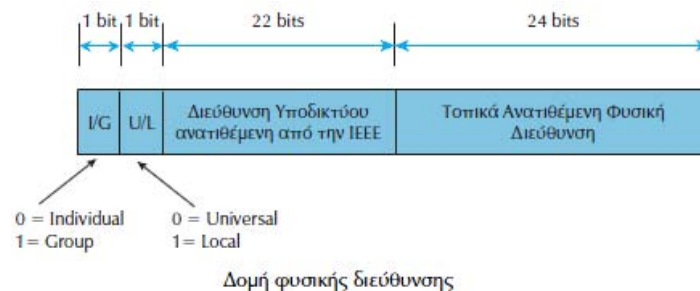 1 bit 1 bit 22 bits 24 bits
I/G U/L Διεύθυνση Υποδικτύου ανατιθέμενη από την IEEE Τοπικά Ανατιθέμενη Φυσική Διεύθυνση
0 = Individual 0 = Universal
1= Group 1= Local
Δομή φυσικής διεύθυνσης